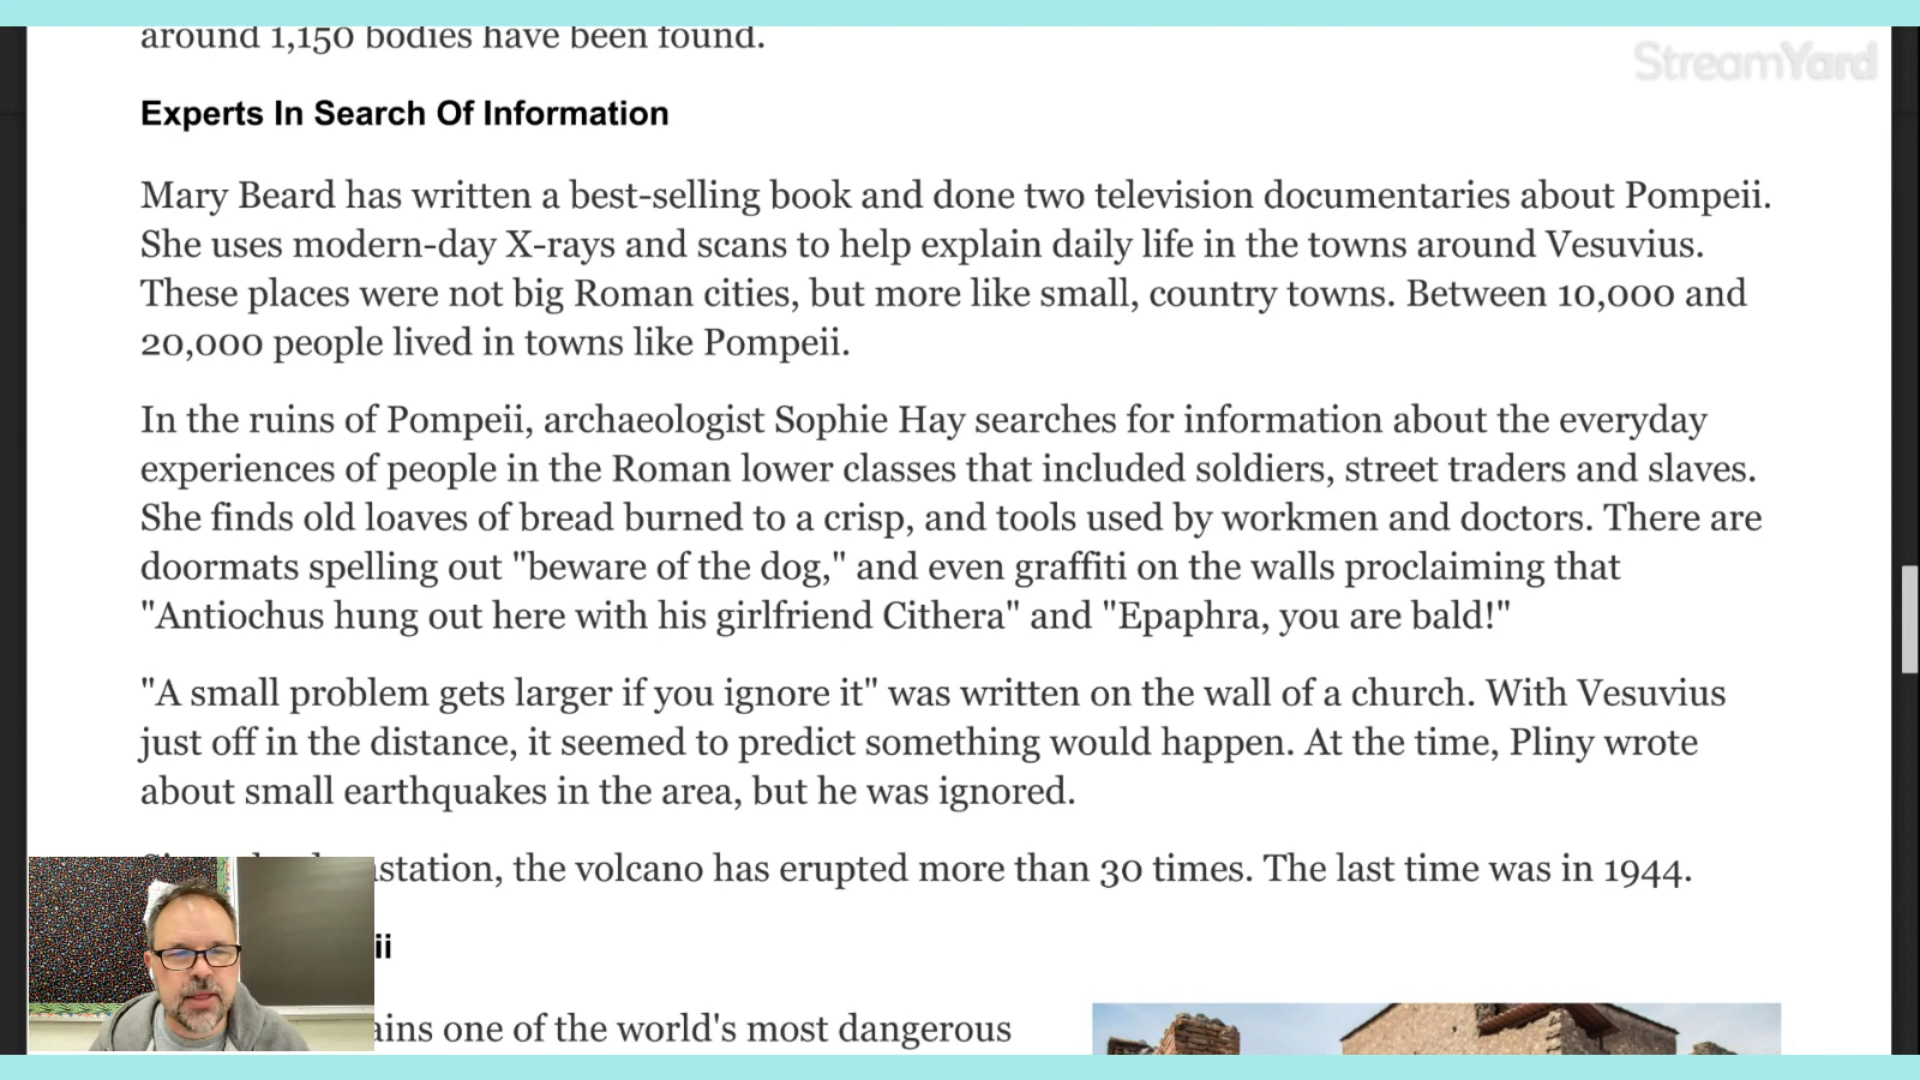 around 1,150 bodies have been found.
StreamYard
Experts In Search Of Information
Mary Beard has written a best-selling book and done two television documentaries about Pompeii.
She uses modern-day X-rays and scans to help explain daily life in the towns around Vesuvius.
These places were not big Roman cities, but more like small, country towns. Between 10,000 and
20,000 people lived in towns like Pompeii.
In the ruins of Pompeii, archaeologist Sophie Hay searches for information about the everyday
experiences of people in the Roman lower classes that included soldiers, street traders and slaves.
She finds old loaves of bread burned to a crisp, and tools used by workmen and doctors. There are
doormats spelling out "beware of the dog," and even graffiti on the walls proclaiming that
"Antiochus hung out here with his girlfriend Cithera" and "Epaphra, you are bald!"
"A small problem gets larger if you ignore it" was written on the wall of a church. With Vesuvius
just off in the distance, it seemed to predict something would happen. At the time, Pliny wrote
about small earthquakes in the area, but he was ignored.
the volcano has erupted more than 30 times. The last time was in 1944.
one of the world's most dangerous